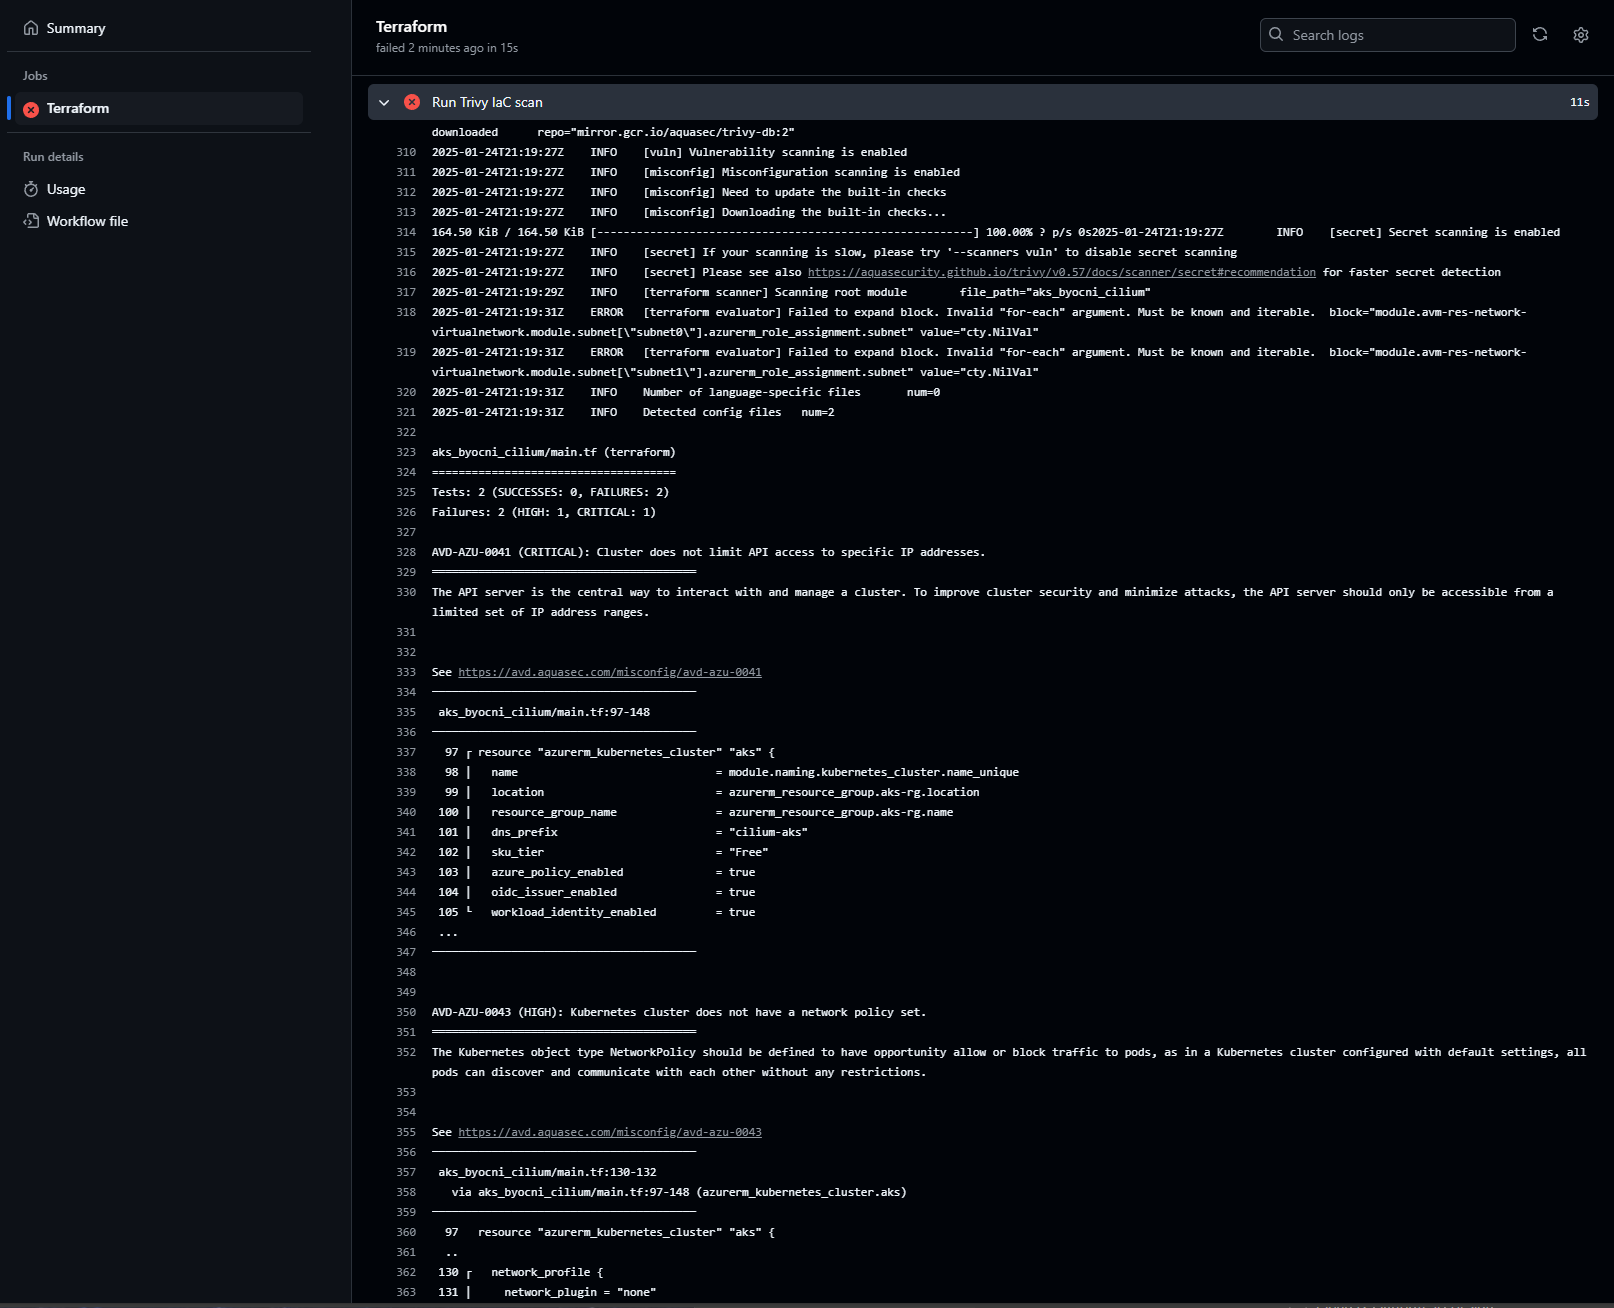 Summary
Jobs
Terraform
Run details
Usage
Workflow file
Terraform
failed 2 minutes ago in 15s
Search logs
Run Trivy IaC scan 11s
downloaded repo="mirror.gcr.io/aquasec/trivy-db:2"
310 2025-01-24T21:19:27Z INFO [vuln] Vulnerability scanning is enabled
311 2025-01-24T21:19:27Z INFO [misconfig] Misconfiguration scanning is enabled
312 2025-01-24T21:19:27Z INFO [misconfig] Need to update the built-in checks
313 2025-01-24T21:19:27Z INFO [misconfig] Downloading the built-in checks...
314 164.50 KiB / 164.50 KiB [---------------------------------------------------------] 100.00% ? p/s 0s2025-01-24T21:19:27Z INFO [secret] Secret scanning is enabled
315 2025-01-24T21:19:27Z INFO [secret] If your scanning is slow, please try '--scanners vuln' to disable secret scanning
316 2025-01-24T21:19:27Z INFO [secret] Please see also https://aquasecurity.github.io/trivy/v0.57/docs/scanner/secret#recommendation for faster secret detection
317 2025-01-24T21:19:29Z INFO [terraform scanner] Scanning root module file_path="aks_byocni_cilium"
318 2025-01-24T21:19:31Z ERROR [terraform evaluator] Failed to expand block. Invalid "for-each" argument. Must be known and iterable. block="module.avm-res-network-
virtualnetwork.module.subnet[\"subnet0\"].azurerm_role_assignment.subnet" value="cty.NilVal"
319 2025-01-24T21:19:31Z ERROR [terraform evaluator] Failed to expand block. Invalid "for-each" argument. Must be known and iterable. block="module.avm-res-network-
virtualnetwork.module.subnet[\"subnet1\"].azurerm_role_assignment.subnet" value="cty.NilVal"
320 2025-01-24T21:19:31Z INFO Number of language-specific files num=0
321 2025-01-24T21:19:31Z INFO Detected config files num=2
322
323 aks_byocni_cilium/main.tf (terraform)
324 =====================================
325 Tests: 2 (SUCCESSES: 0, FAILURES: 2)
326 Failures: 2 (HIGH: 1, CRITICAL: 1)
327
328 AVD-AZU-0041 (CRITICAL): Cluster does not limit API access to specific IP addresses.
329 ════════════════════════════════════════
330 The API server is the central way to interact with and manage a cluster. To improve cluster security and minimize attacks, the API server should only be accessible from a
limited set of IP address ranges.
331
332
333 See https://avd.aquasec.com/misconfig/avd-azu-0041
334 ────────────────────────────────────────
335 aks_byocni_cilium/main.tf:97-148
336 ────────────────────────────────────────
337 97 ┌ resource "azurerm_kubernetes_cluster" "aks" {
338 98 │ name = module.naming.kubernetes_cluster.name_unique
339 99 │ location = azurerm_resource_group.aks-rg.location
340 100 │ resource_group_name = azurerm_resource_group.aks-rg.name
341 101 │ dns_prefix = "cilium-aks"
342 102 │ sku_tier = "Free"
343 103 │ azure_policy_enabled = true
344 104 │ oidc_issuer_enabled = true
345 105 └ workload_identity_enabled = true
346 ...
347 ────────────────────────────────────────
348
349
350 AVD-AZU-0043 (HIGH): Kubernetes cluster does not have a network policy set.
351 ════════════════════════════════════════
352 The Kubernetes object type NetworkPolicy should be defined to have opportunity allow or block traffic to pods, as in a Kubernetes cluster configured with default settings, all
pods can discover and communicate with each other without any restrictions.
353
354
355 See https://avd.aquasec.com/misconfig/avd-azu-0043
356 ────────────────────────────────────────
357 aks_byocni_cilium/main.tf:130-132
358 via aks_byocni_cilium/main.tf:97-148 (azurerm_kubernetes_cluster.aks)
359 ────────────────────────────────────────
360 97 resource "azurerm_kubernetes_cluster" "aks" {
361 ..
362 130 ┌ network_profile {
363 131 │ network_plugin = "none"